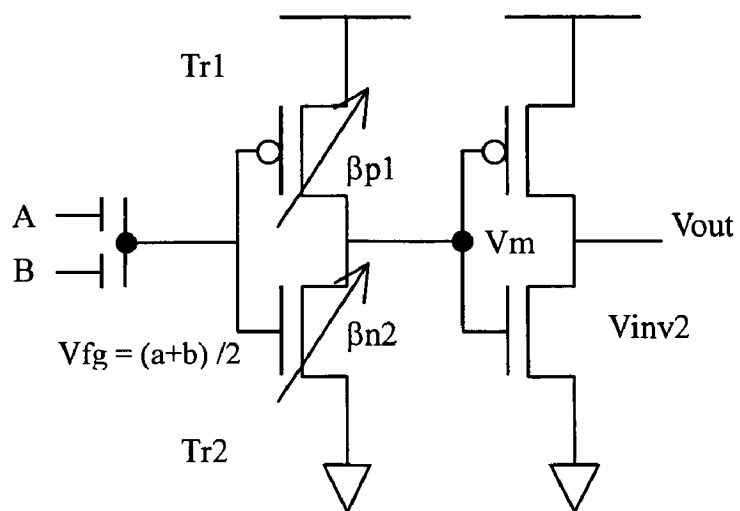 Tr1
βp1
A
B
Vm
Vout
βn2
Vinv2
Vfg = (a+b) /2
Tr2